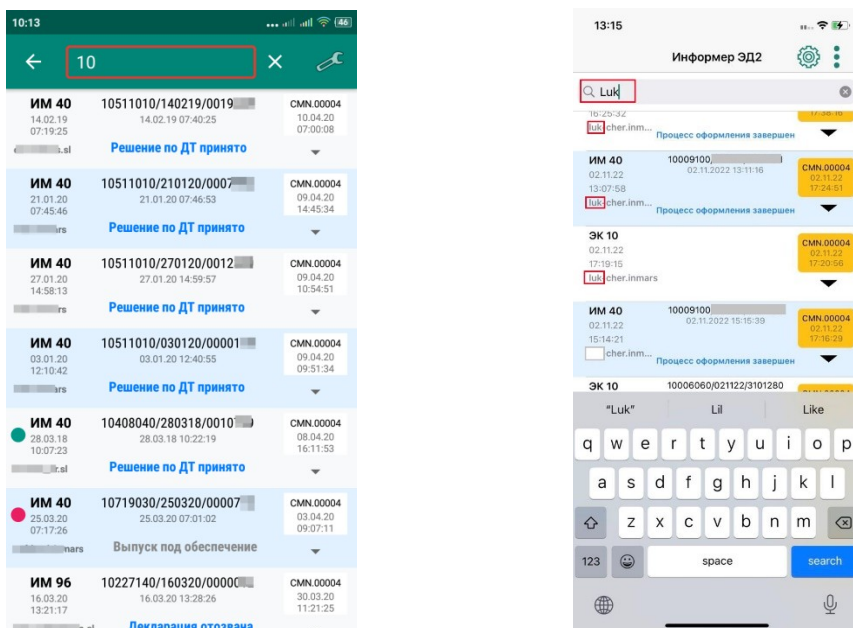 10:13
46
10
ИМ 40 10511010/140219/0019 CMN.00004
14.02.19 14.02.19 07:40:25 10.04.20
07:19:25 07:00:08
.sl Решение по ДТ принято
ИМ 40 10511010/210120/0007 CMN.00004
21.01.20 21.01.20 07:46:53 09.04.20
07:45:46 14:45:34
rs Решение по ДТ принято
ИМ 40 10511010/270120/0012 CMN.00004
27.01.20 27.01.20 14:59:57 09.04.20
14:58:13 10:54:51
rs Решение по ДТ принято
ИМ 40 10511010/030120/00001 CMN.00004
03.01.20 03.01.20 12:40:55 09.04.20
12:10:42 09:51:34
ars Решение по ДТ принято
ИМ 40 10408040/280318/0010 CMN.00004
28.03.18 28.03.18 10:22:19 08.04.20
10:07:23 16:11:53
lr.sl Решение по ДТ принято
ИМ 40 10719030/250320/00007 CMN.00004
25.03.20 25.03.20 07:01:02 03.04.20
07:17:26 09:07:11
mars Выпуск под обеспечение
ИМ 96 10227140/160320/0000 CMN.00004
16.03.20 16.03.20 13:28:26 30.03.20
13:21:17 11:21:25
Декларация отозвана
13:15
Информер ЭД2
Luk
16:25:32 17:38:16
luk-cher.inm... Процесс оформления завершен
ИМ 40 10009100/ CMN.00004
02.11.22 02.11.2022 13:11:16 02.11.22
13:07:58 17:24:51
luk-cher.inm... Процесс оформления завершен
ЭК 10 CMN.00004
02.11.22 02.11.22
17:19:15 17:20:56
luk-cher.inmars
ИМ 40 10009100 CMN.00004
02.11.22 02.11.2022 15:15:39 02.11.22
15:14:21 17:16:29
cher.inm... Процесс оформления завершен
ЭК 10 10006060/021122/3101280
"Luk" Lil Like
q w e r t y u i o p
a s d f g h j k l
z x c v b n m
123 space search